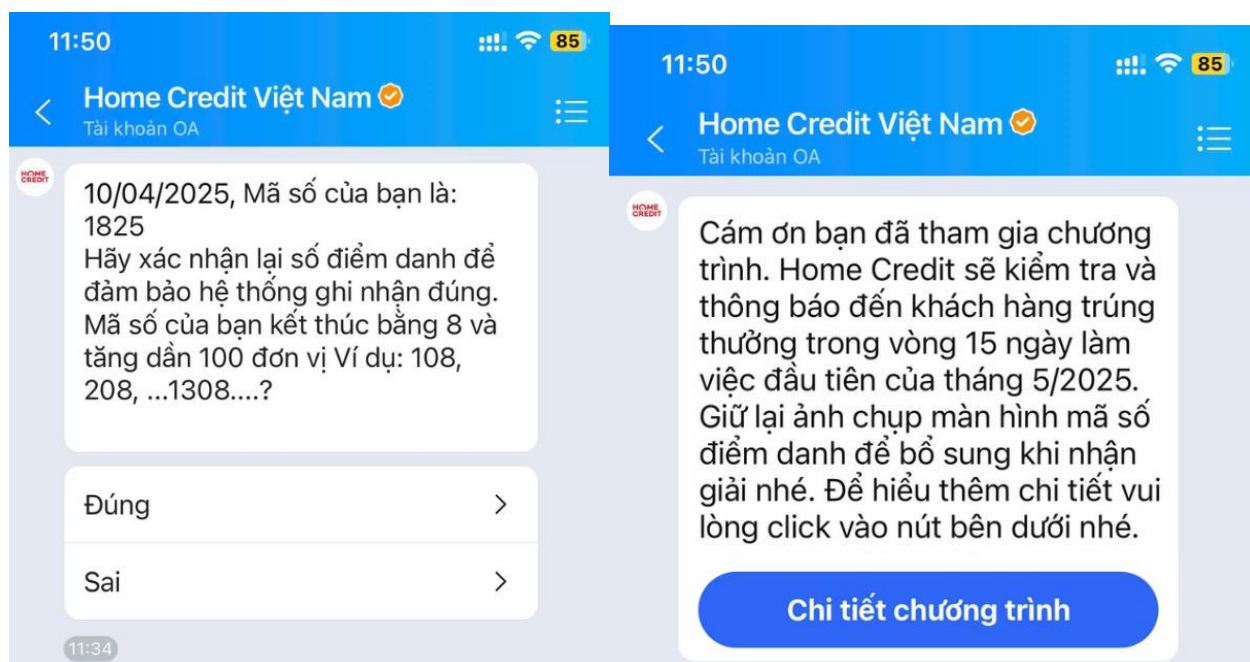 11:50
85
Home Credit Việt Nam
Tài khoản OA
HOME
CREDIT
10/04/2025, Mã số của bạn là:
1825
Hãy xác nhận lại số điểm danh để
đảm bảo hệ thống ghi nhận đúng.
Mã số của bạn kết thúc bằng 8 và
tăng dần 100 đơn vị Ví dụ: 108,
208, ...1308....?
Đúng
Sai
11:34
11:50
85
Home Credit Việt Nam
Tài khoản OA
HOME
CREDIT
Cám ơn bạn đã tham gia chương
trình. Home Credit sẽ kiểm tra và
thông báo đến khách hàng trúng
thưởng trong vòng 15 ngày làm
việc đầu tiên của tháng 5/2025.
Giữ lại ảnh chụp màn hình mã số
điểm danh để bổ sung khi nhận
giải nhé. Để hiểu thêm chi tiết vui
lòng click vào nút bên dưới nhé.
Chi tiết chương trình